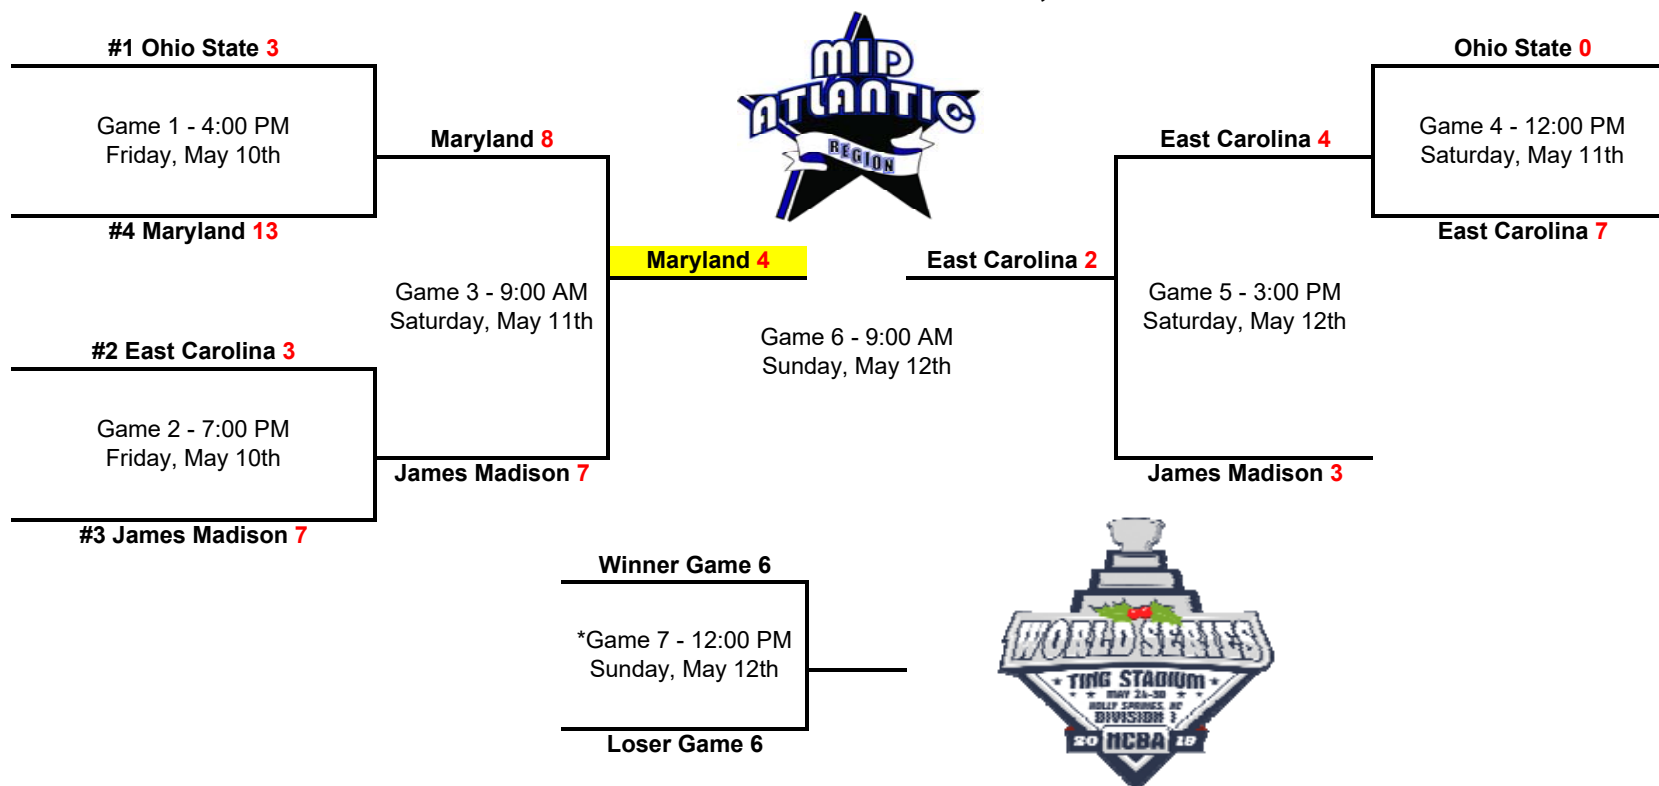 #1 Ohio State 3
Game 1 - 4:00 PM
Friday, May 10th
#4 Maryland 13
Maryland 8
Game 3 - 9:00 AM
Saturday, May 11th
#2 East Carolina 3
Game 2 - 7:00 PM
Friday, May 10th
#3 James Madison 7
James Madison 7
MID
ATLANTIC
REGION
Maryland 4
East Carolina 2
Game 6 - 9:00 AM
Sunday, May 12th
Ohio State 0
Game 4 - 12:00 PM
Saturday, May 11th
East Carolina 7
East Carolina 4
Game 5 - 3:00 PM
Saturday, May 12th
James Madison 3
Winner Game 6
*Game 7 - 12:00 PM
Sunday, May 12th
Loser Game 6
WORLD SERIES
TING STADIUM
MAY 24-30
HOLLY SPRINGS, NC
DIVISION
20 NCBA 19